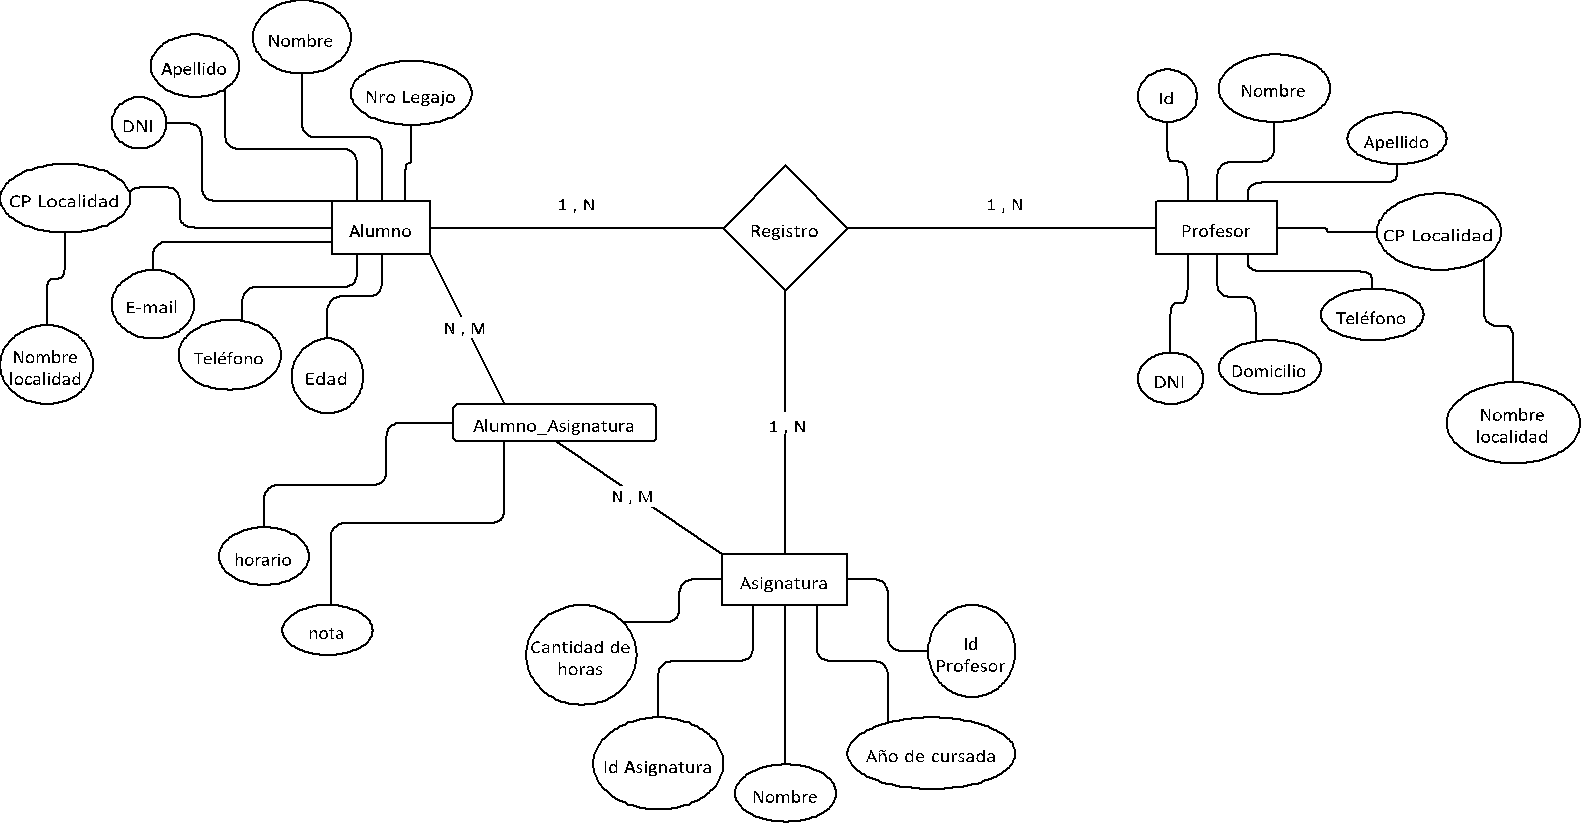 Nombre
Apellido
Nro Legajo
DNI
CP Localidad
Alumno
E-mail
Nombre
localidad
Teléfono
Edad
1 , N
Registro
1 , N
Id
Nombre
Apellido
Profesor
CP Localidad
Teléfono
DNI
Domicilio
Nombre
localidad
N , M
Alumno_Asignatura
1 , N
N , M
horario
nota
Asignatura
Cantidad de
horas
Id
Profesor
Id Asignatura
Nombre
Año de cursada